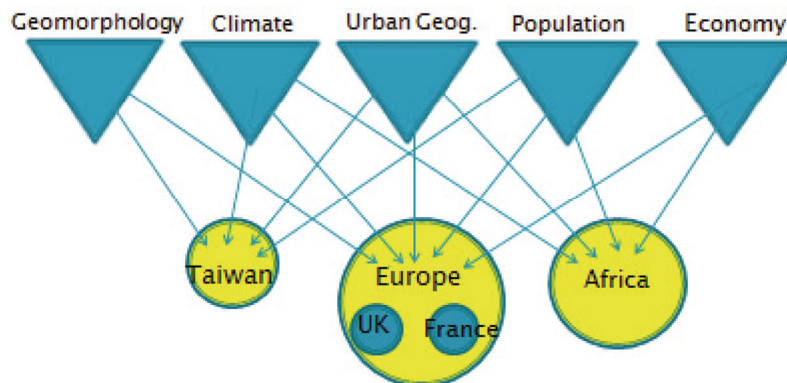 Geomorphology
Climate
Urban Geog.
Population
Economy
Taiwan
Europe
Africa
UK
France